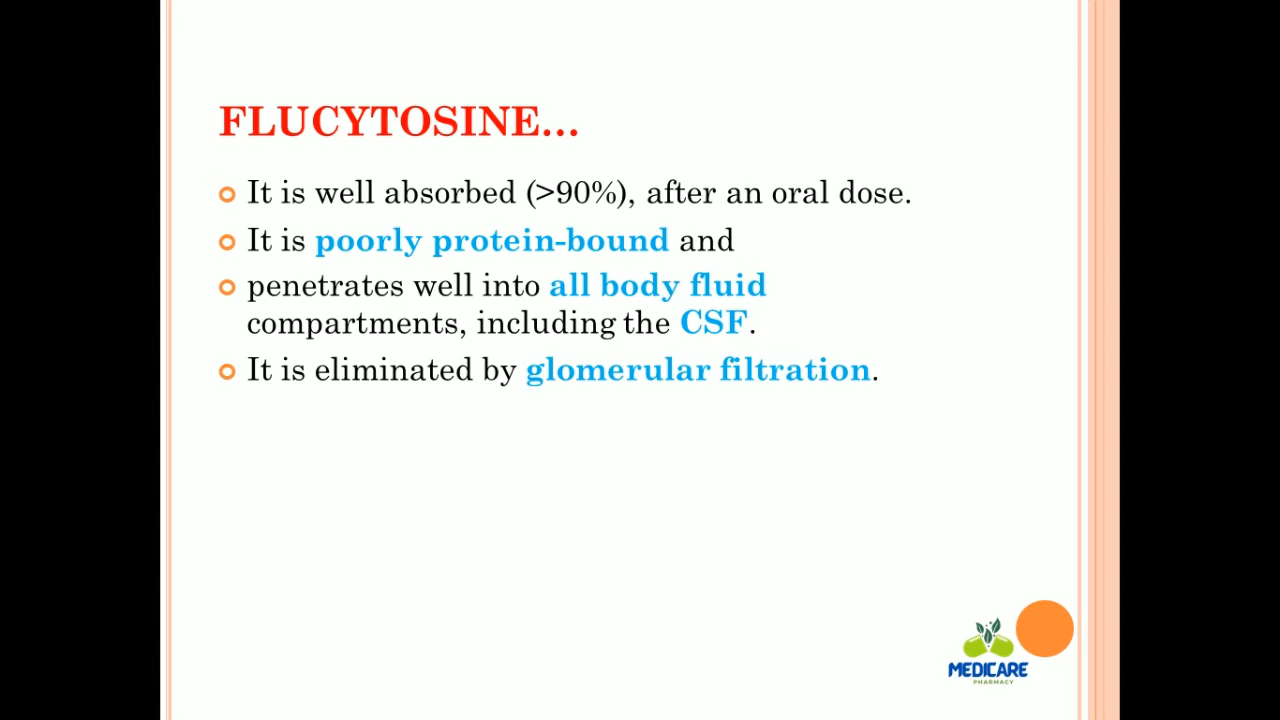 FLUCYTOSINE…
It is well absorbed (>90%), after an oral dose.
It is poorly protein-bound and
penetrates well into all body fluid
compartments, including the CSF.
It is eliminated by glomerular filtration.
MEDICARE
PHARMACY